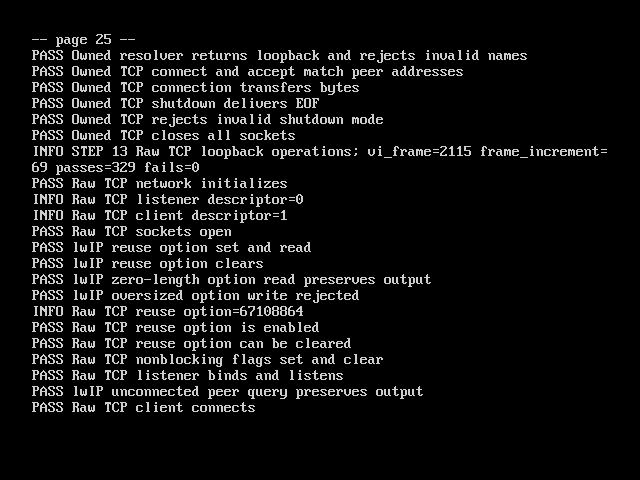 -- page 25 --
PASS Owned resolver returns loopback and rejects invalid names
PASS Owned TCP connect and accept match peer addresses
PASS Owned TCP connection transfers bytes
PASS Owned TCP shutdown delivers EOF
PASS Owned TCP rejects invalid shutdown mode
PASS Owned TCP closes all sockets
INFO STEP 13 Raw TCP loopback operations; vi_frame=2115 frame_increment=
69 passes=329 fails=0
PASS Raw TCP network initializes
INFO Raw TCP listener descriptor=0
INFO Raw TCP client descriptor=1
PASS Raw TCP sockets open
PASS lwIP reuse option set and read
PASS lwIP reuse option clears
PASS lwIP zero-length option read preserves output
PASS lwIP oversized option write rejected
INFO Raw TCP reuse option=67108864
PASS Raw TCP reuse option is enabled
PASS Raw TCP reuse option can be cleared
PASS Raw TCP nonblocking flags set and clear
PASS Raw TCP listener binds and listens
PASS lwIP unconnected peer query preserves output
PASS Raw TCP client connects